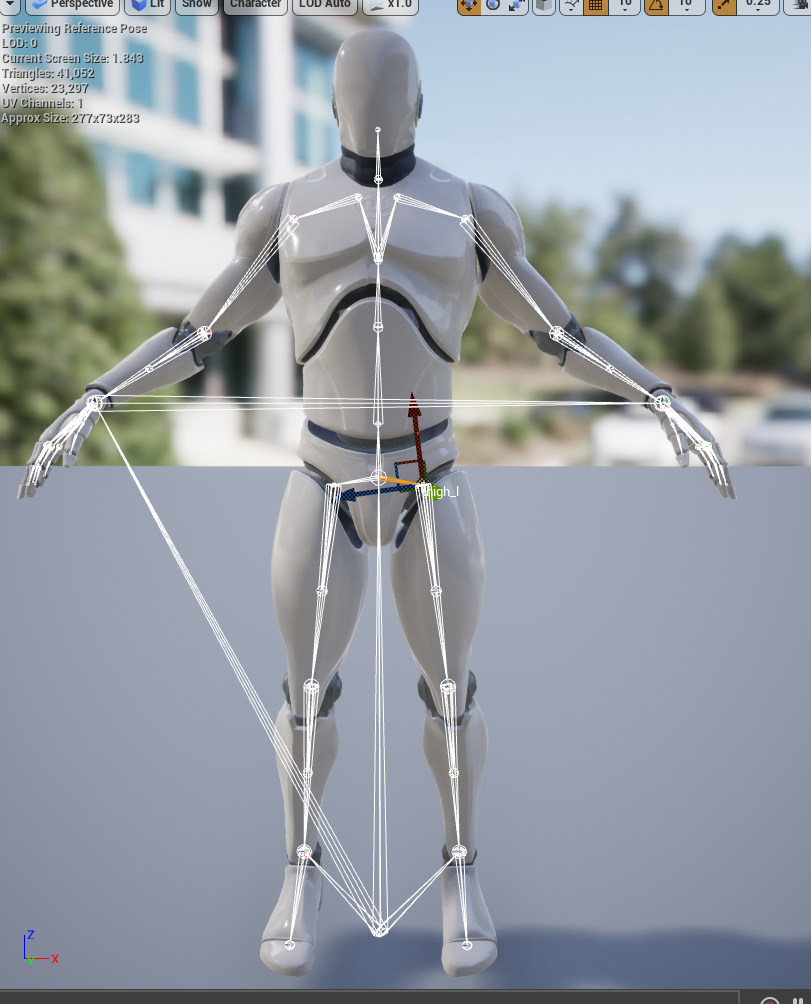 Perspective Lit Show Character LOD Auto x1.0 10 10 0.25
Previewing Reference Pose
LOD: 0
Current Screen Size: 1.843
Triangles: 41,052
Vertices: 23,297
UV Channels: 1
Approx Size: 277x73x283
Z
X